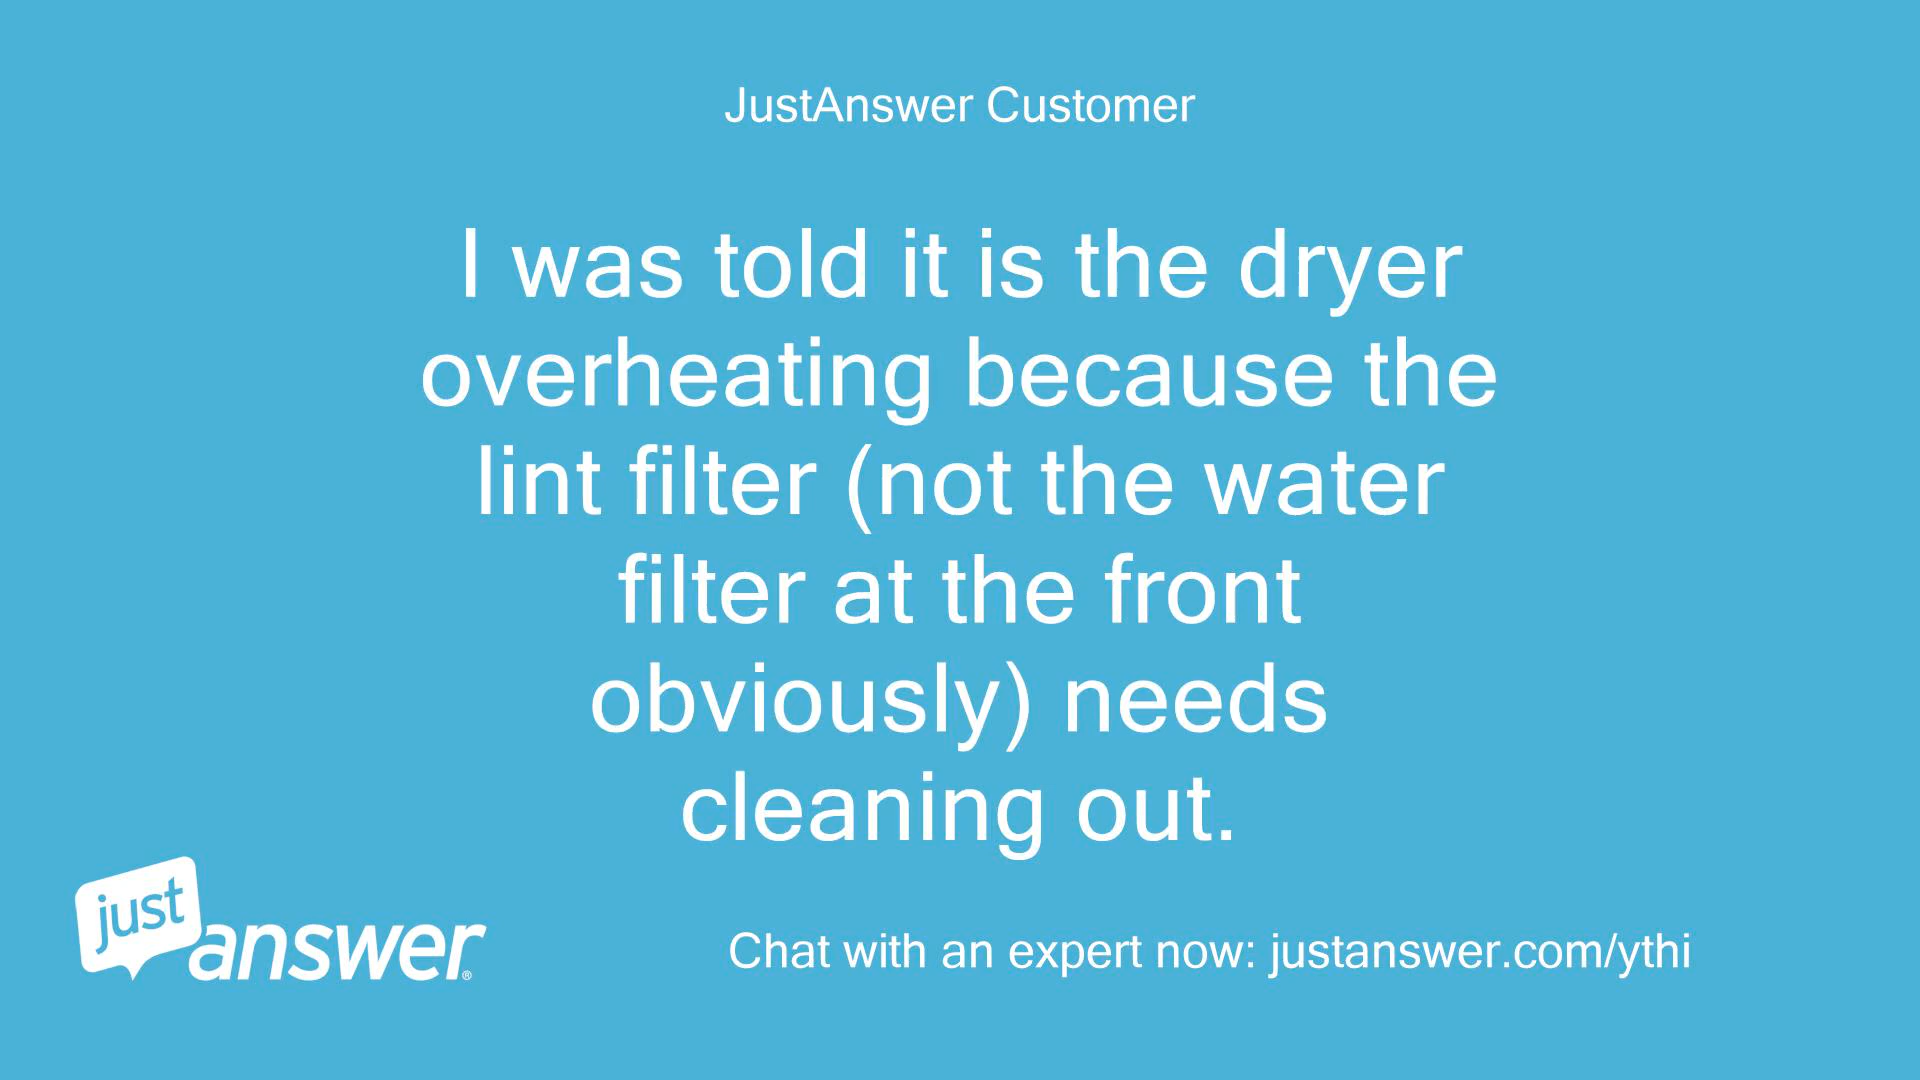 JustAnswer Customer
I was told it is the dryer
overheating because the
lint filter (not the water
filter at the front
obviously) needs
cleaning out.
just
answer®
Chat with an expert now: justanswer.com/ythi